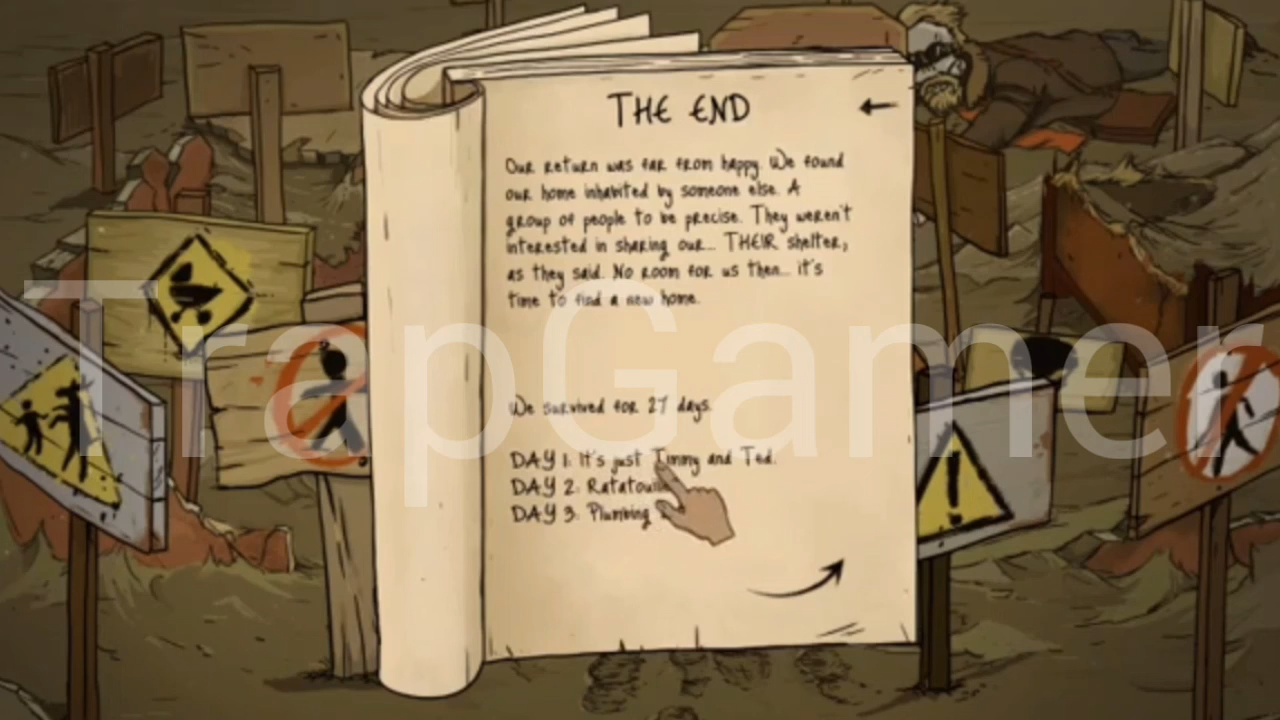 THE END
Our return was far from happy. We found
our home inhabited by someone else. A
group of people to be precise. They weren't
interested in sharing our... THEIR shelter,
as they said. No room for us then... it's
time to find a new home.
We survived for 27 days.
DAY 1: It's just Timmy and Ted.
DAY 2:
DAY 3: Plumbing
TrapGamer